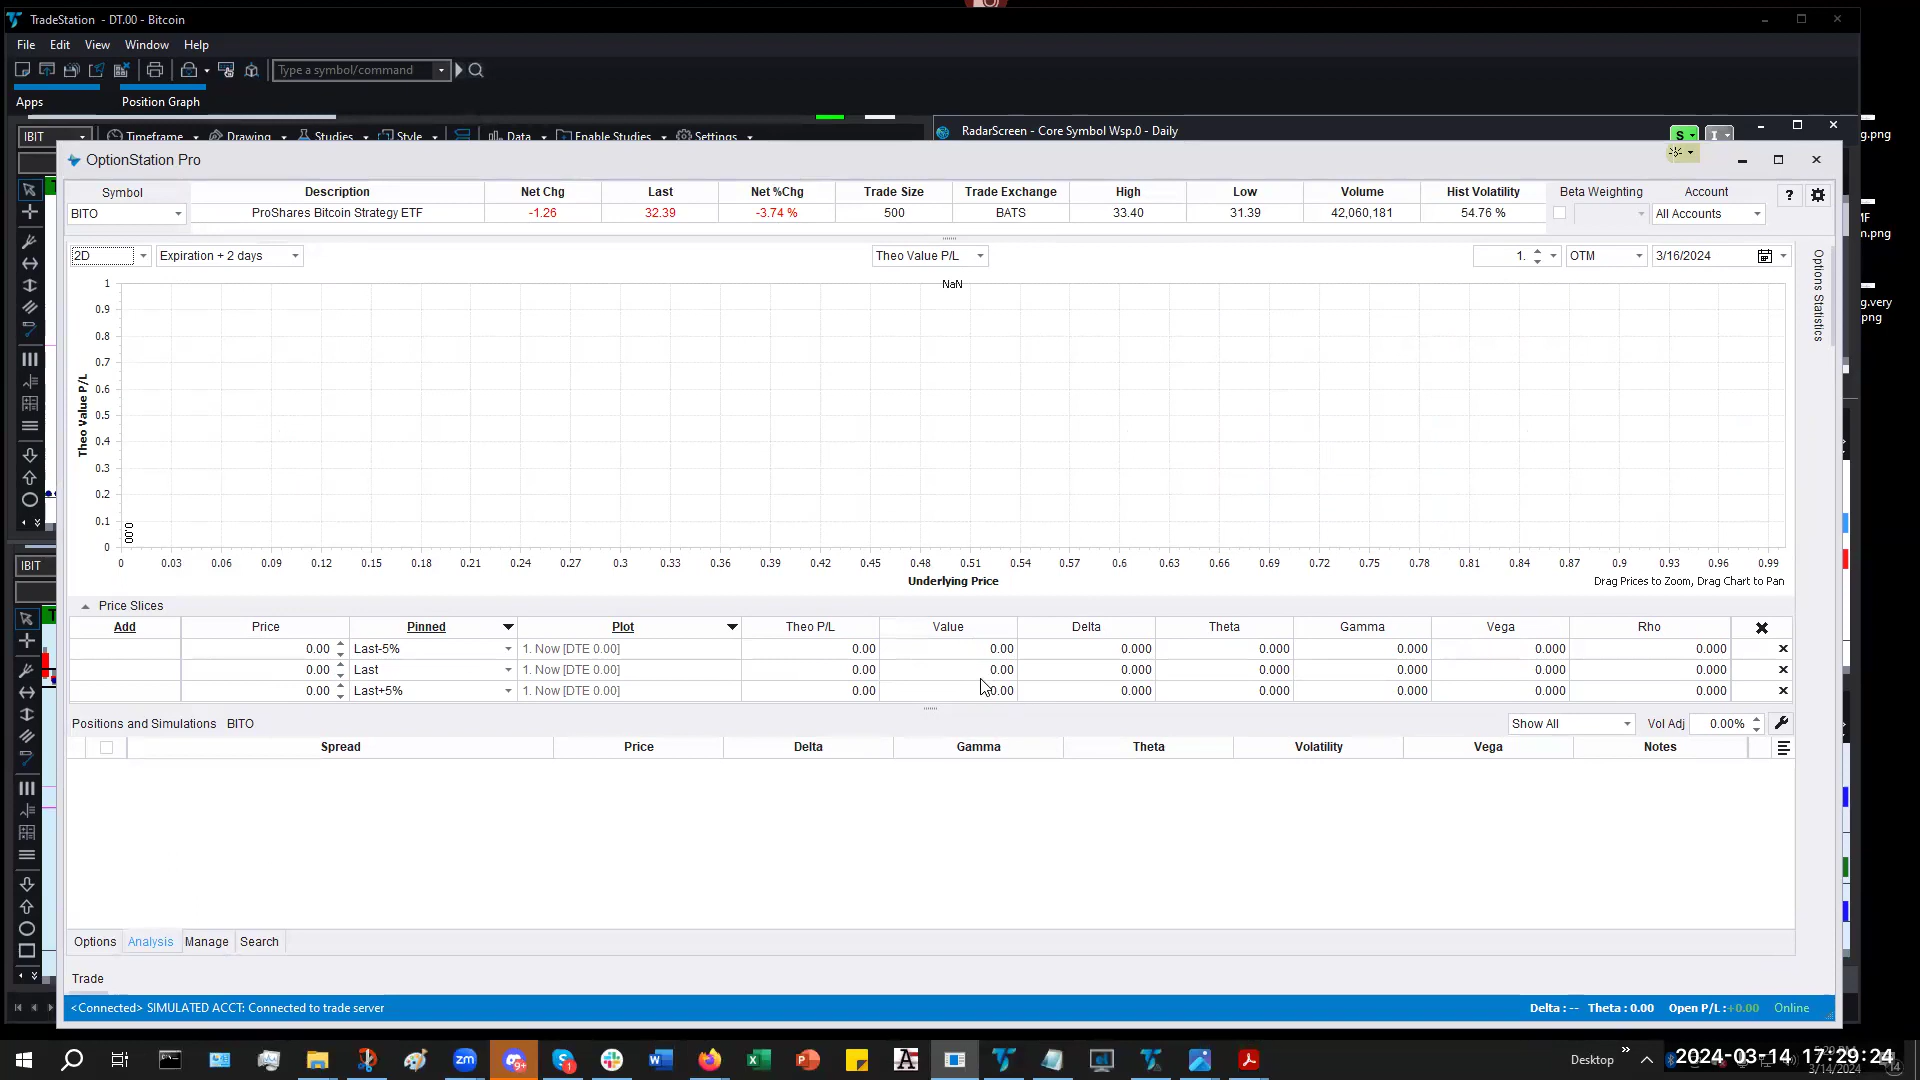 TradeStation - DT.00 - Bitcoin
File Edit View Window Help
Type a symbol/command
Apps Position Graph
IBIT Timeframe Drawing Studies Style Data Enable Studies Settings
RadarScreen - Core Symbol Wsp.0 - Daily
S I
g.png
OptionStation Pro
Symbol Description Net Chg Last Net %Chg Trade Size Trade Exchange High Low Volume Hist Volatility Beta Weighting Account
BITO ProShares Bitcoin Strategy ETF -1.26 32.39 -3.74 % 500 BATS 33.40 31.39 42,060,181 54.76 % All Accounts
MF
m.png
2D Expiration + 2 days Theo Value P/L 1. OTM 3/16/2024
Options Statistics
g.very
png
NaN
1
0.9
0.8
0.7
0.6
0.5
0.4
0.3
0.2
0.1
0
Theo Value P/L
0.00
0 0.03 0.06 0.09 0.12 0.15 0.18 0.21 0.24 0.27 0.3 0.33 0.36 0.39 0.42 0.45 0.48 0.51 0.54 0.57 0.6 0.63 0.66 0.69 0.72 0.75 0.78 0.81 0.84 0.87 0.9 0.93 0.96 0.99
Underlying Price
Drag Prices to Zoom, Drag Chart to Pan
IBIT
Price Slices
Add Price Pinned Plot Theo P/L Value Delta Theta Gamma Vega Rho
0.00 Last-5% 1. Now [DTE 0.00] 0.00 0.00 0.000 0.000 0.000 0.000 0.000
0.00 Last 1. Now [DTE 0.00] 0.00 0.00 0.000 0.000 0.000 0.000 0.000
0.00 Last+5% 1. Now [DTE 0.00] 0.00 0.00 0.000 0.000 0.000 0.000 0.000
Positions and Simulations BITO Show All Vol Adj 0.00%
Spread Price Delta Gamma Theta Volatility Vega Notes
Options Analysis Manage Search
Trade
<Connected> SIMULATED ACCT: Connected to trade server Delta : -- Theta : 0.00 Open P/L :+0.00 Online
Desktop
2024-03-14 17:29:24
3/14/2024